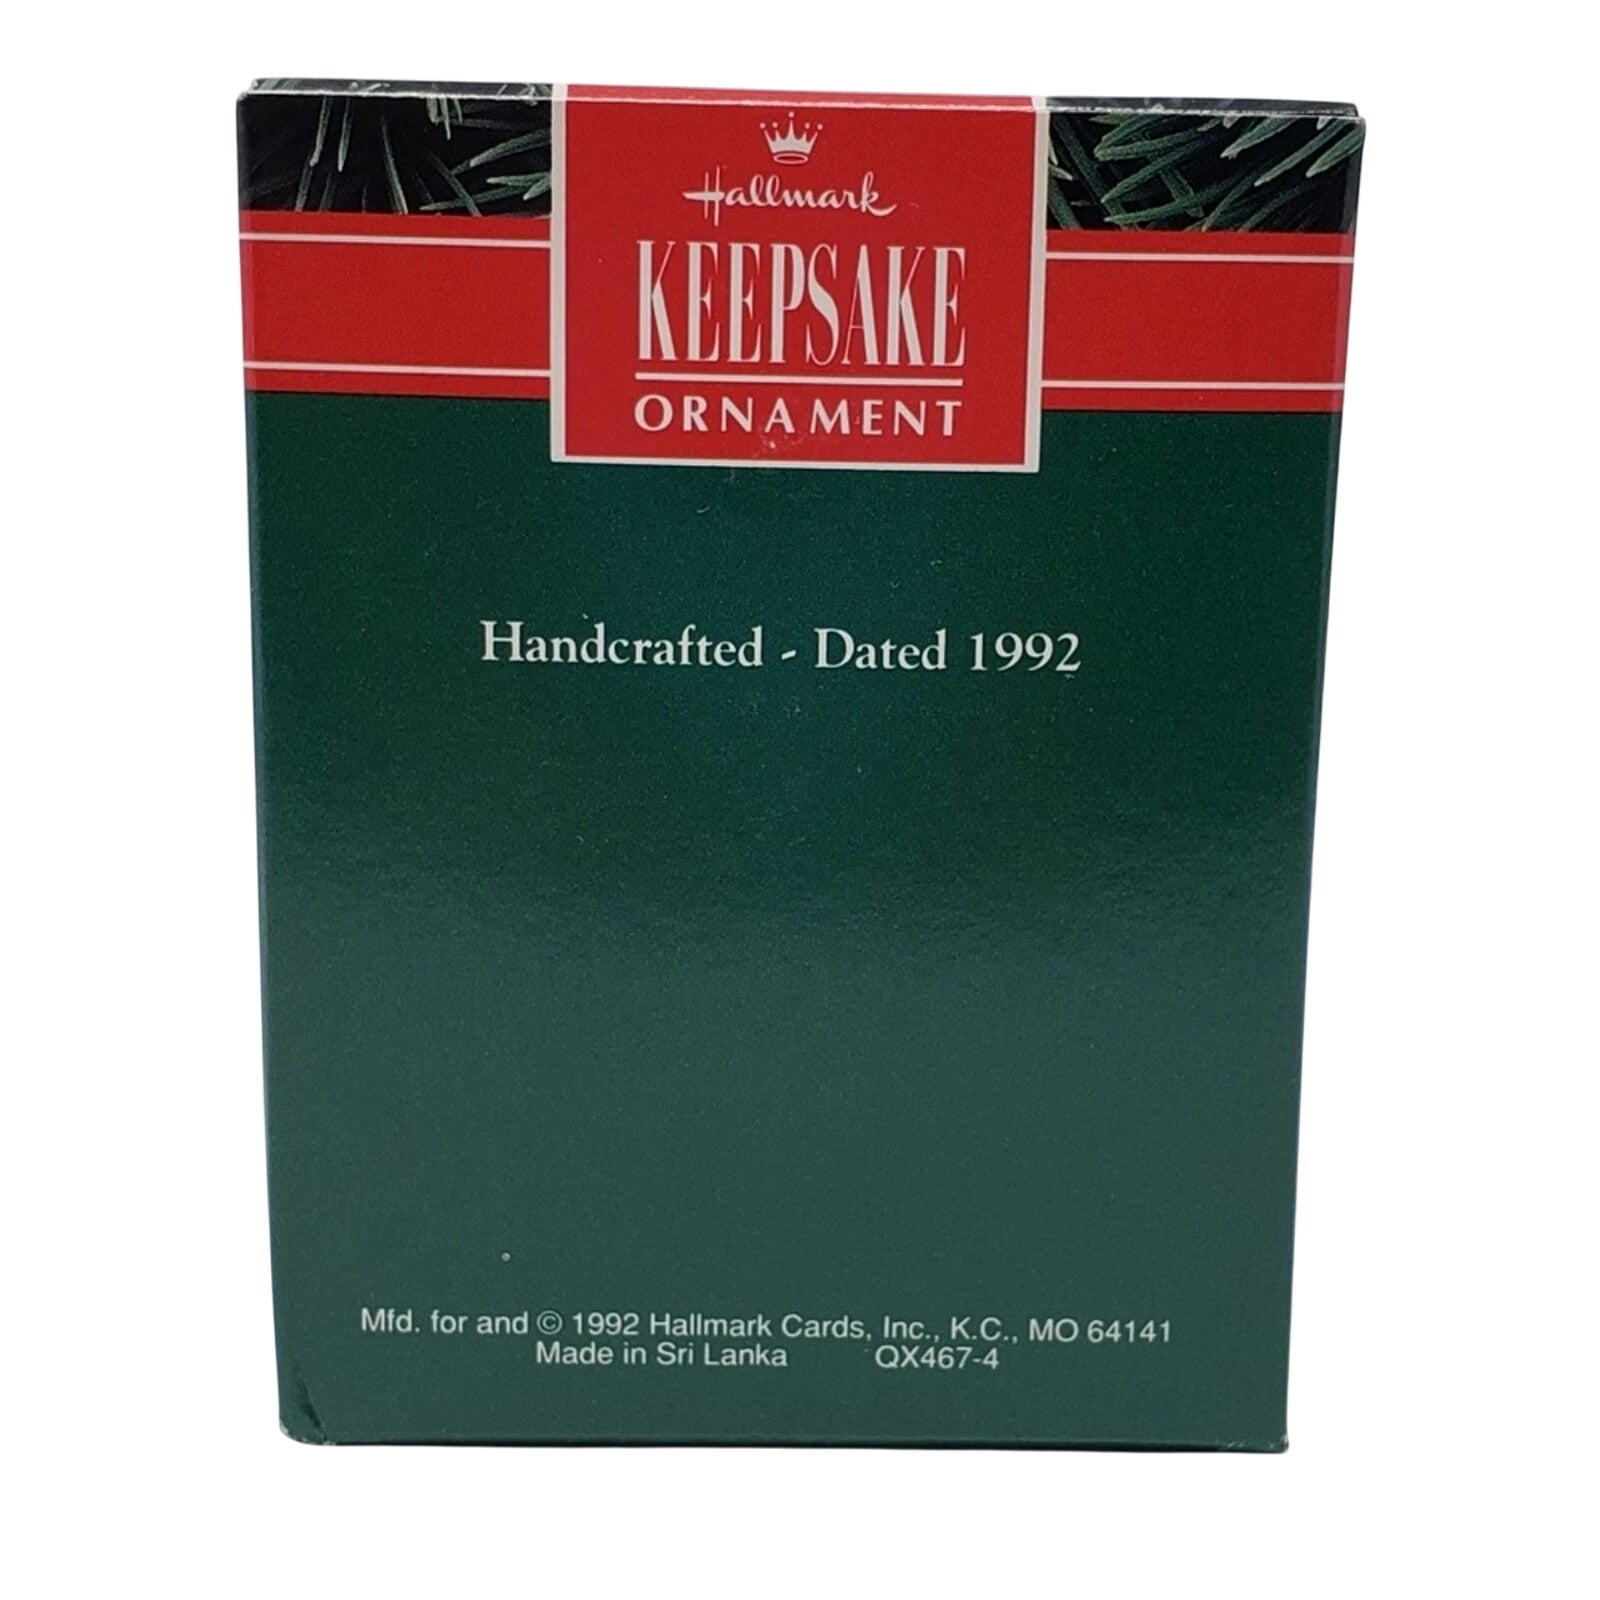 Hallmark
KEEPSAKE
ORNAMENT
Handcrafted - Dated 1992
Mfd. for and © 1992 Hallmark Cards, Inc., K.C., MO 64141
Made in Sri Lanka QX467-4